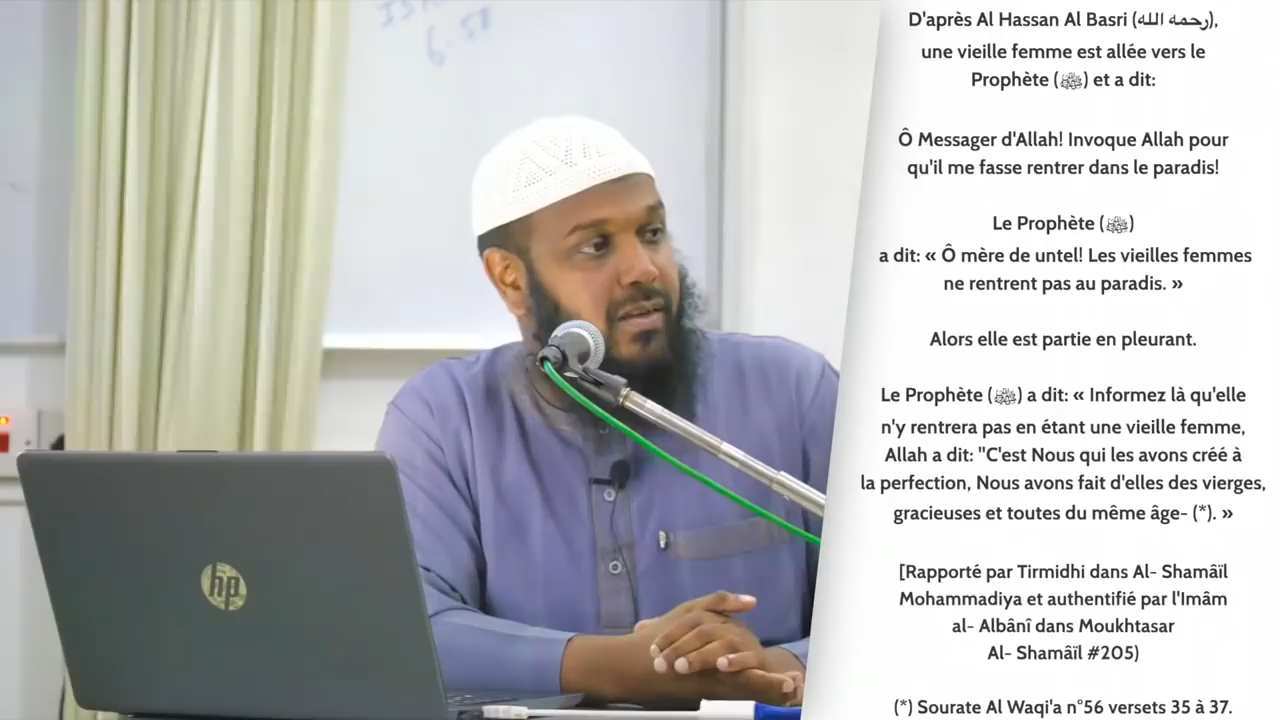 IS
6.50
hp
D'après Al Hassan Al Basri (رحمه الله),
une vieille femme est allée vers le
Prophète (ﷺ) et a dit:
Ô Messager d'Allah! Invoque Allah pour
qu'il me fasse rentrer dans le paradis!
Le Prophète (ﷺ)
a dit: « Ô mère de untel! Les vieilles femmes
ne rentrent pas au paradis. »
Alors elle est partie en pleurant.
Le Prophète (ﷺ) a dit: « Informez là qu'elle
n'y rentrera pas en étant une vieille femme,
Allah a dit: "C'est Nous qui les avons créé à
la perfection, Nous avons fait d'elles des vierges,
gracieuses et toutes du même âge- (*). »
[Rapporté par Tirmidhi dans Al- Shamâïl
Mohammadiya et authentifié par l'Imâm
al- Albânî dans Moukhtasar
Al- Shamâïl #205)
(*) Sourate Al Waqi'a n°56 versets 35 à 37.